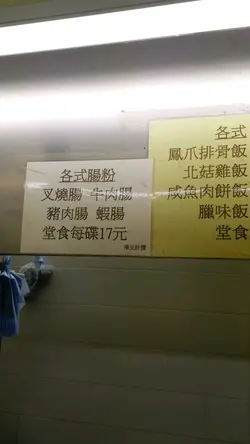 各式腸粉
叉燒腸 牛肉腸
豬肉腸 蝦腸
堂食每碟17元
各式
鳳爪排骨飯
北菇雞飯
咸魚肉餅飯
臘味飯
堂食